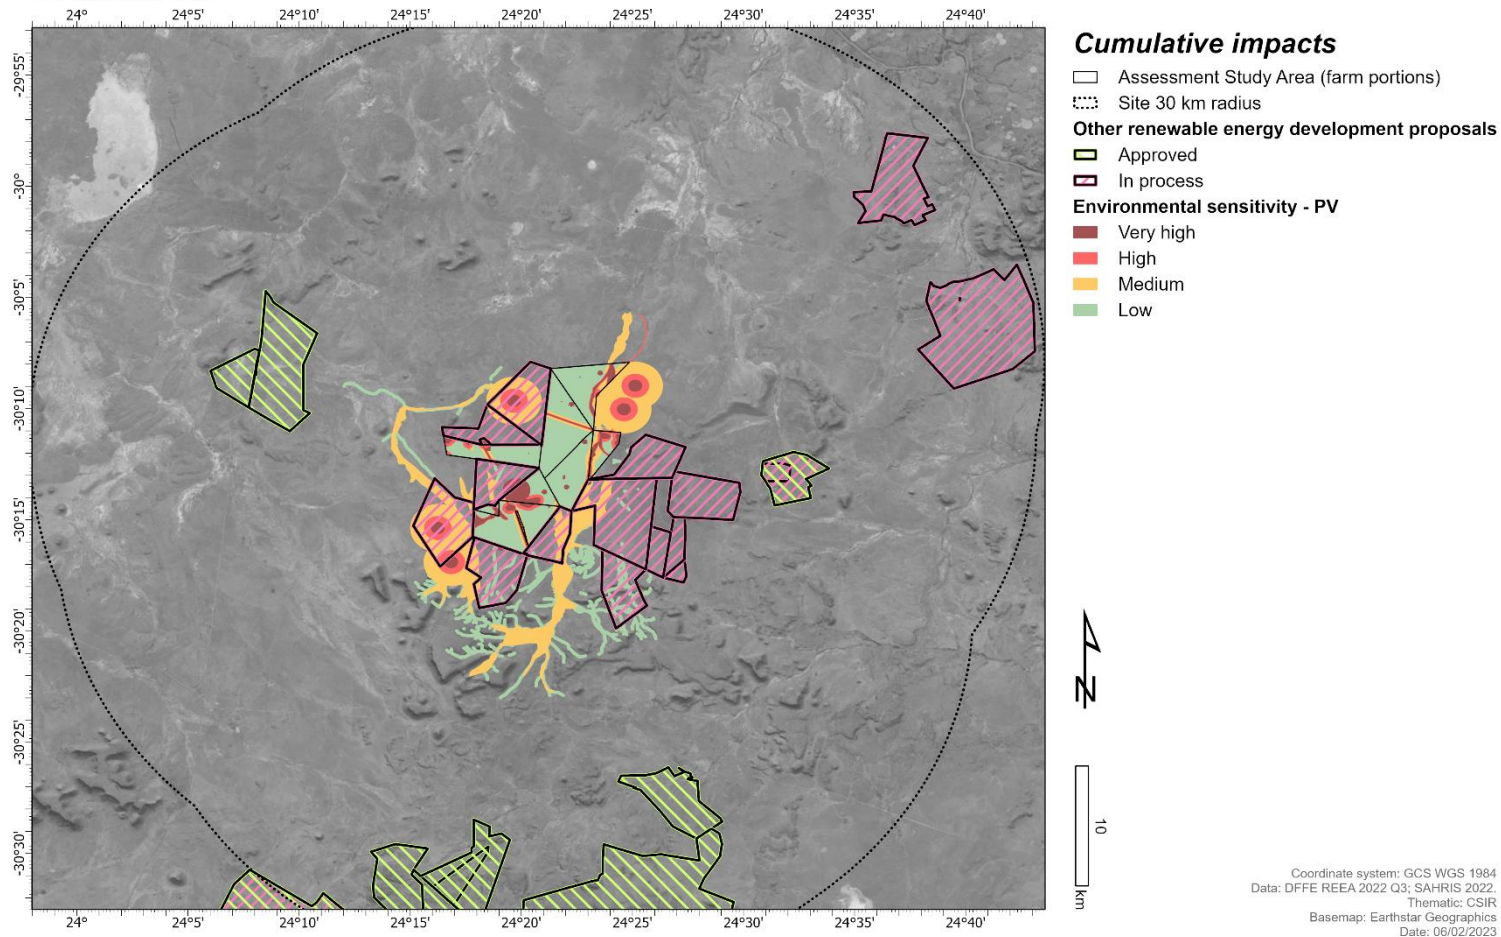 24° 24°5' 24°10' 24°15' 24°20' 24°25' 24°30' 24°35' 24°40'
-29°55'
-30°
-30°5'
-30°10'
-30°15'
-30°20'
-30°25'
-30°30'
24° 24°5' 24°10' 24°15' 24°20' 24°25' 24°30' 24°35' 24°40'
Cumulative impacts
Assessment Study Area (farm portions)
Site 30 km radius
Other renewable energy development proposals
Approved
In process
Environmental sensitivity - PV
Very high
High
Medium
Low
N
10
km
Coordinate system: GCS WGS 1984
Data: DFFE REEA 2022 Q3; SAHRIS 2022.
Thematic: CSIR
Basemap: Earthstar Geographics
Date: 06/02/2023